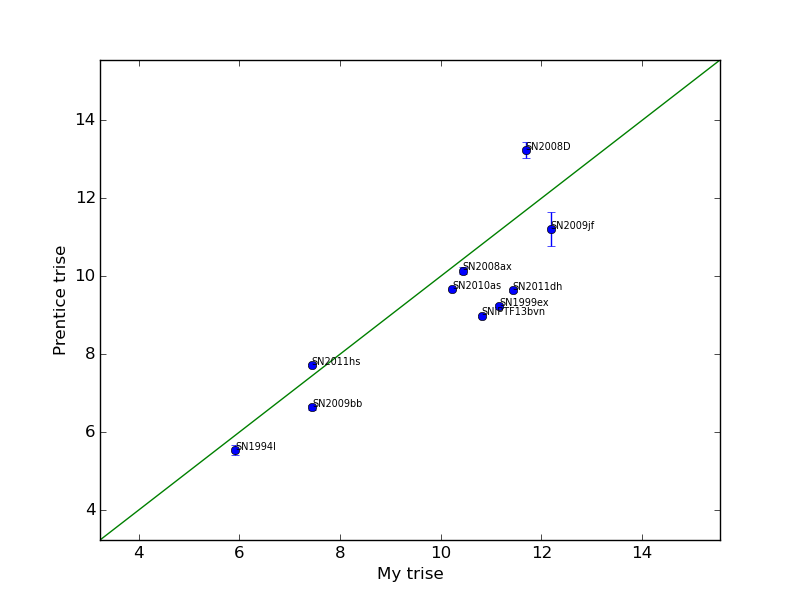 14
12
10
8
6
4
Prentice trise
SN2008D
SN2009jf
SN2008ax
SN2010as
SN2011dh
SN1999ex
SNiPTF13bvn
SN2011hs
SN2009bb
SN1994I
4 6 8 10 12 14
My trise